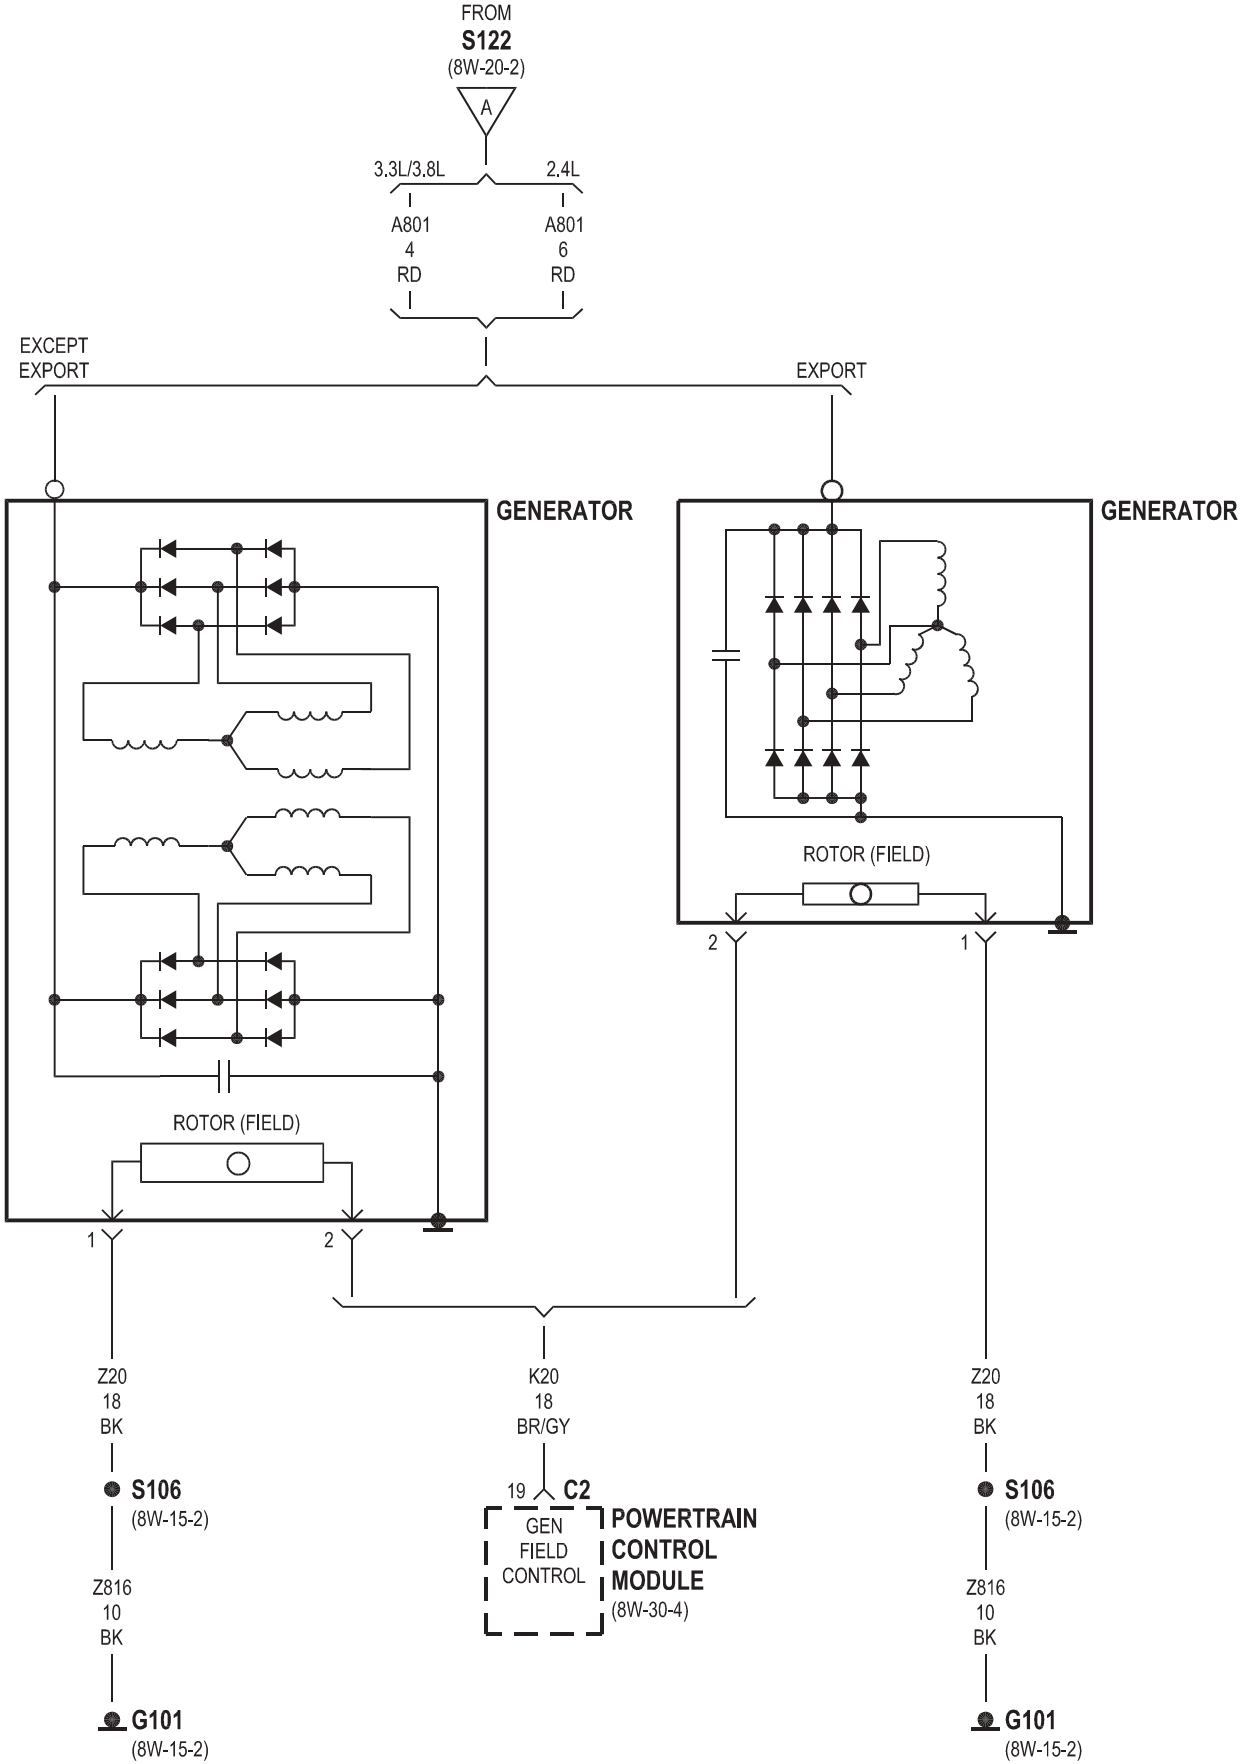 FROM
S122
(8W-20-2)
A
3.3L/3.8L
2.4L
A801
4
RD
A801
6
RD
EXCEPT
EXPORT
EXPORT
GENERATOR
GENERATOR
ROTOR (FIELD)
2
1
ROTOR (FIELD)
1
2
Z20
18
BK
K20
18
BR/GY
Z20
18
BK
S106
(8W-15-2)
19
C2
S106
(8W-15-2)
GEN
FIELD
CONTROL
POWERTRAIN
CONTROL
MODULE
(8W-30-4)
Z816
10
BK
Z816
10
BK
G101
(8W-15-2)
G101
(8W-15-2)